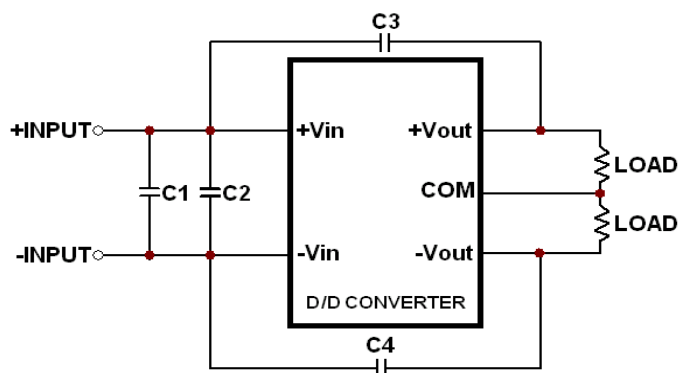 C3
+INPUT
+Vin
+Vout
LOAD
C1
C2
COM
LOAD
-INPUT
-Vin
-Vout
D/D CONVERTER
C4